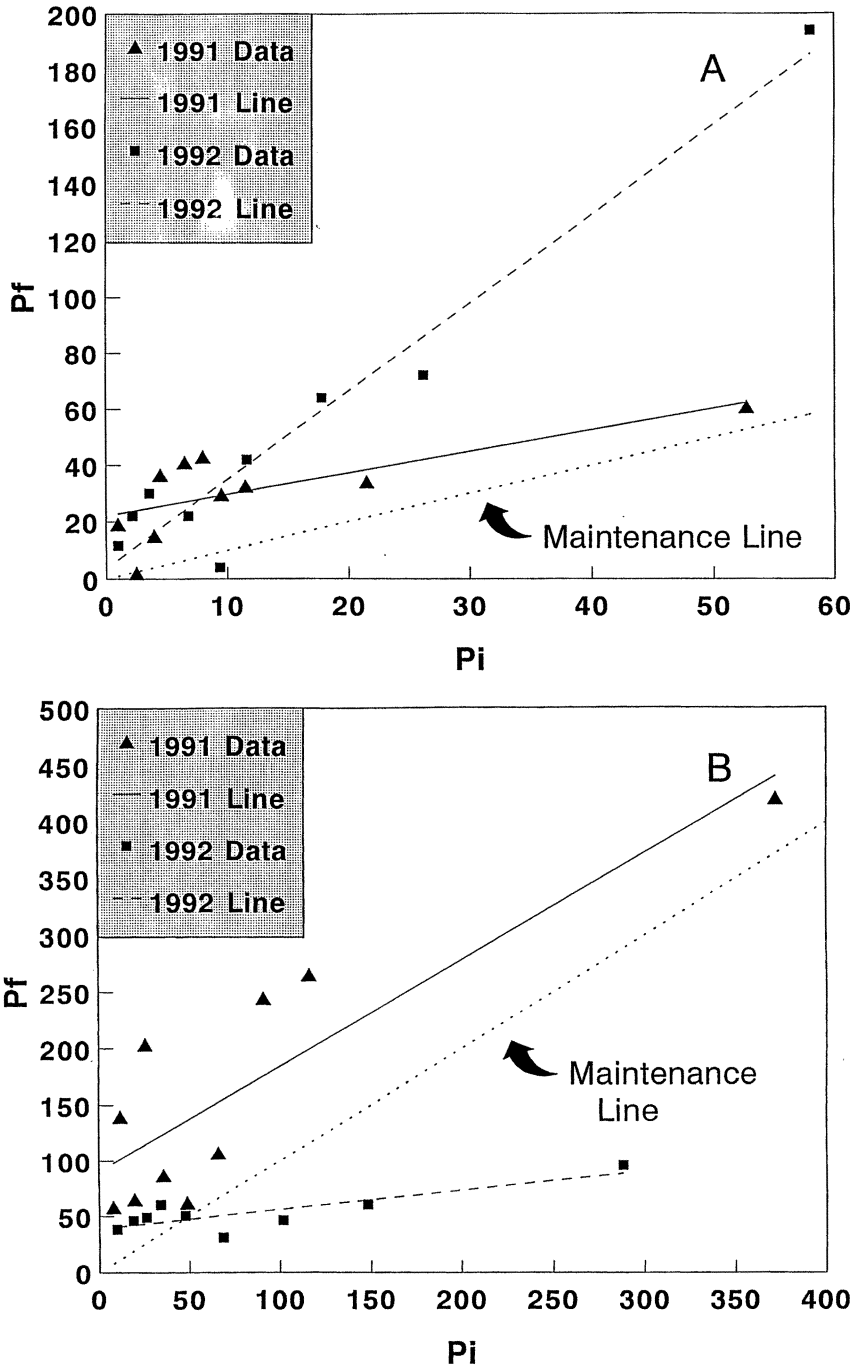 200
180
160
140
120
100
80
60
40
20
0
Pf
1991 Data
1991 Line
1992 Data
1992 Line
A
Maintenance Line
0 10 20 30 40 50 60
Pi
500
450
400
350
300
250
200
150
100
50
0
Pf
1991 Data
1991 Line
1992 Data
1992 Line
B
Maintenance
Line
0 50 100 150 200 250 300 350 400
Pi